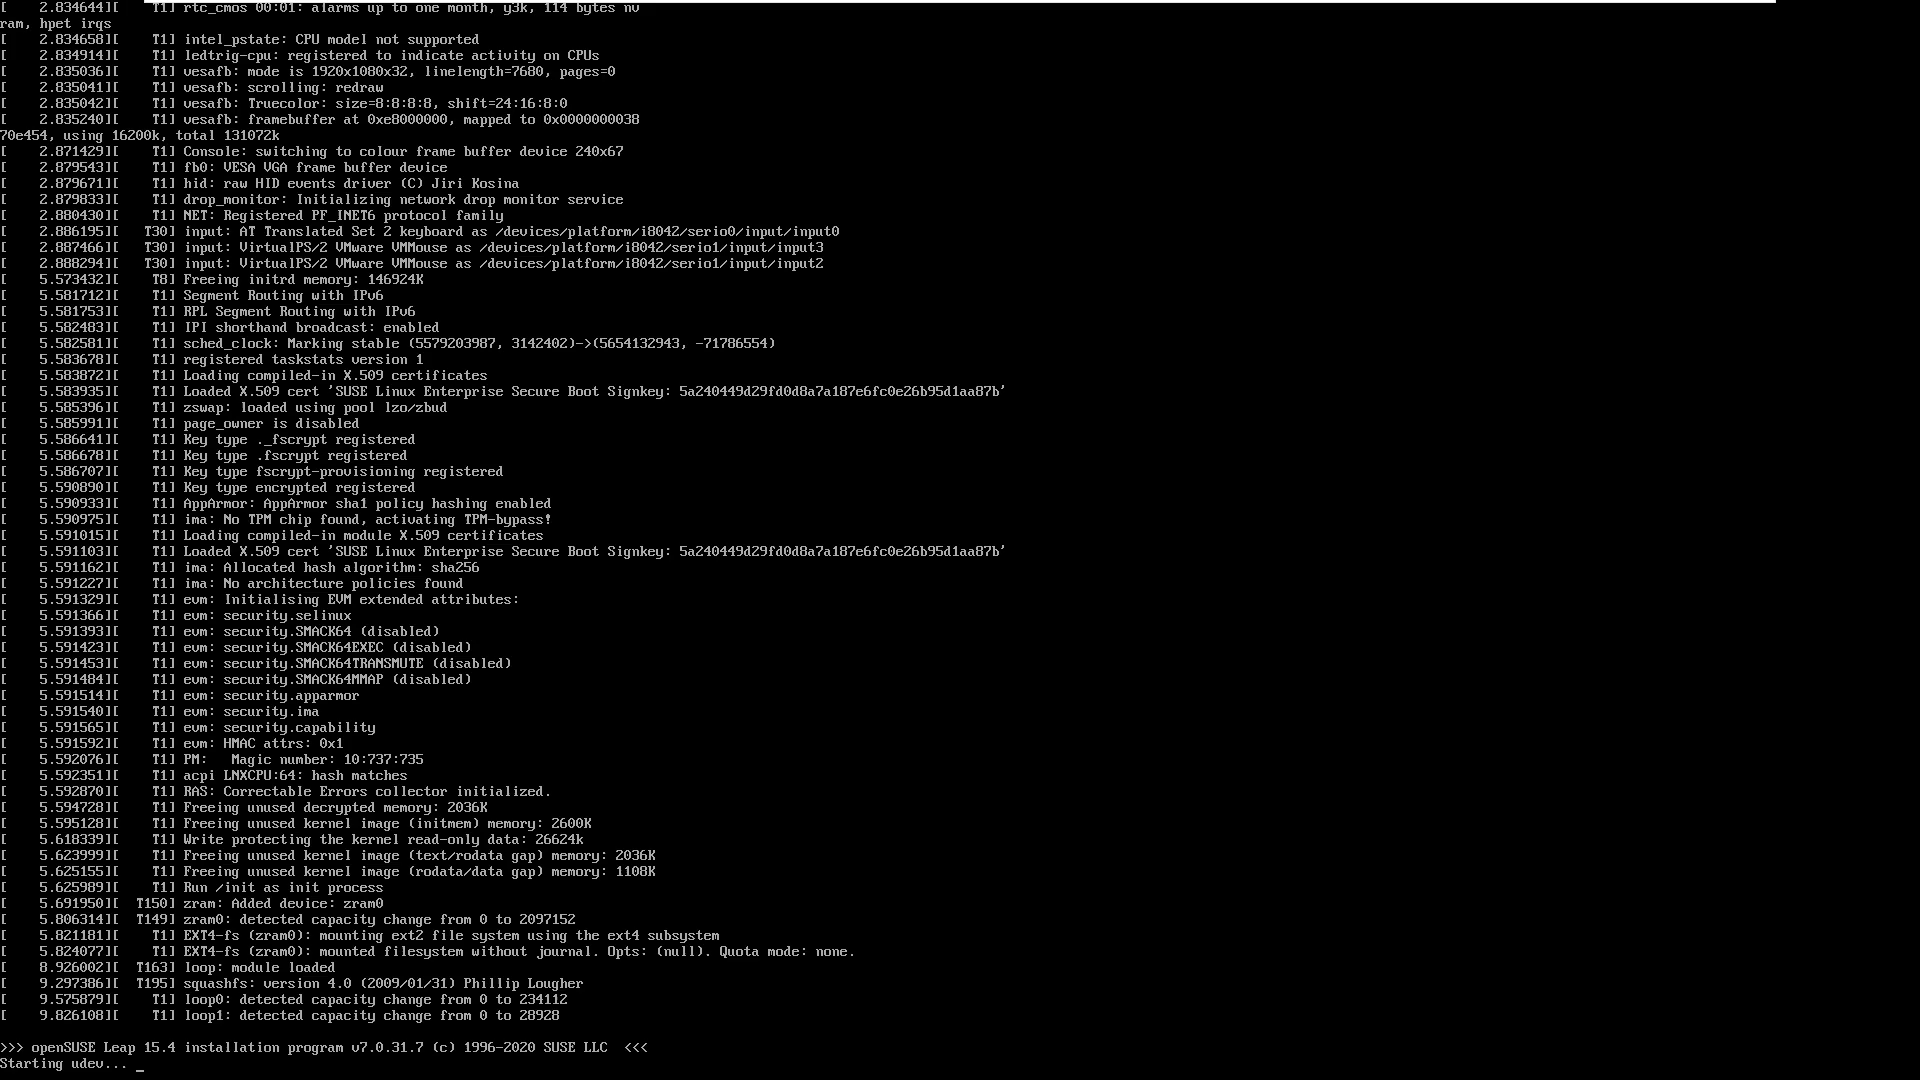 [    2.834644][    T1] rtc_cmos 00:01: alarms up to one month, y3k, 114 bytes nv
ram, hpet irqs
[    2.834658][    T1] intel_pstate: CPU model not supported
[    2.834914][    T1] ledtrig-cpu: registered to indicate activity on CPUs
[    2.835036][    T1] vesafb: mode is 1920x1080x32, linelength=7680, pages=0
[    2.835041][    T1] vesafb: scrolling: redraw
[    2.835042][    T1] vesafb: Truecolor: size=8:8:8:8, shift=24:16:8:0
[    2.835240][    T1] vesafb: framebuffer at 0xe8000000, mapped to 0x0000000038
70e454, using 16200k, total 131072k
[    2.871429][    T1] Console: switching to colour frame buffer device 240x67
[    2.879543][    T1] fb0: VESA VGA frame buffer device
[    2.879671][    T1] hid: raw HID events driver (C) Jiri Kosina
[    2.879833][    T1] drop_monitor: Initializing network drop monitor service
[    2.880430][    T1] NET: Registered PF_INET6 protocol family
[    2.886195][   T30] input: AT Translated Set 2 keyboard as /devices/platform/i8042/serio0/input/input0
[    2.887466][   T30] input: VirtualPS/2 VMware VMMouse as /devices/platform/i8042/serio1/input/input3
[    2.888294][   T30] input: VirtualPS/2 VMware VMMouse as /devices/platform/i8042/serio1/input/input2
[    5.573432][    T8] Freeing initrd memory: 146924K
[    5.581712][    T1] Segment Routing with IPv6
[    5.581753][    T1] RPL Segment Routing with IPv6
[    5.582483][    T1] IPI shorthand broadcast: enabled
[    5.582581][    T1] sched_clock: Marking stable (5579203987, 3142402)->(5654132943, -71786554)
[    5.583678][    T1] registered taskstats version 1
[    5.583872][    T1] Loading compiled-in X.509 certificates
[    5.583935][    T1] Loaded X.509 cert 'SUSE Linux Enterprise Secure Boot Signkey: 5a240449d29fd0d8a7a187e6fc0e26b95d1aa87b'
[    5.585396][    T1] zswap: loaded using pool lzo/zbud
[    5.585991][    T1] page_owner is disabled
[    5.586641][    T1] Key type ._fscrypt registered
[    5.586678][    T1] Key type .fscrypt registered
[    5.586707][    T1] Key type fscrypt-provisioning registered
[    5.590890][    T1] Key type encrypted registered
[    5.590933][    T1] AppArmor: AppArmor sha1 policy hashing enabled
[    5.590975][    T1] ima: No TPM chip found, activating TPM-bypass!
[    5.591015][    T1] Loading compiled-in module X.509 certificates
[    5.591103][    T1] Loaded X.509 cert 'SUSE Linux Enterprise Secure Boot Signkey: 5a240449d29fd0d8a7a187e6fc0e26b95d1aa87b'
[    5.591162][    T1] ima: Allocated hash algorithm: sha256
[    5.591227][    T1] ima: No architecture policies found
[    5.591329][    T1] evm: Initialising EVM extended attributes:
[    5.591366][    T1] evm: security.selinux
[    5.591393][    T1] evm: security.SMACK64 (disabled)
[    5.591423][    T1] evm: security.SMACK64EXEC (disabled)
[    5.591453][    T1] evm: security.SMACK64TRANSMUTE (disabled)
[    5.591484][    T1] evm: security.SMACK64MMAP (disabled)
[    5.591514][    T1] evm: security.apparmor
[    5.591540][    T1] evm: security.ima
[    5.591565][    T1] evm: security.capability
[    5.591592][    T1] evm: HMAC attrs: 0x1
[    5.592076][    T1] PM:   Magic number: 10:737:735
[    5.592351][    T1] acpi LNXCPU:64: hash matches
[    5.592870][    T1] RAS: Correctable Errors collector initialized.
[    5.594728][    T1] Freeing unused decrypted memory: 2036K
[    5.595128][    T1] Freeing unused kernel image (initmem) memory: 2600K
[    5.618339][    T1] Write protecting the kernel read-only data: 26624k
[    5.623999][    T1] Freeing unused kernel image (text/rodata gap) memory: 2036K
[    5.625155][    T1] Freeing unused kernel image (rodata/data gap) memory: 1108K
[    5.625989][    T1] Run /init as init process
[    5.691950][  T150] zram: Added device: zram0
[    5.806314][  T149] zram0: detected capacity change from 0 to 2097152
[    5.821181][    T1] EXT4-fs (zram0): mounting ext2 file system using the ext4 subsystem
[    5.824077][    T1] EXT4-fs (zram0): mounted filesystem without journal. Opts: (null). Quota mode: none.
[    8.926002][  T163] loop: module loaded
[    9.297386][  T195] squashfs: version 4.0 (2009/01/31) Phillip Lougher
[    9.575879][    T1] loop0: detected capacity change from 0 to 234112
[    9.826108][    T1] loop1: detected capacity change from 0 to 28928
>>> openSUSE Leap 15.4 installation program v7.0.31.7 (c) 1996-2020 SUSE LLC  <<<
Starting udev... _